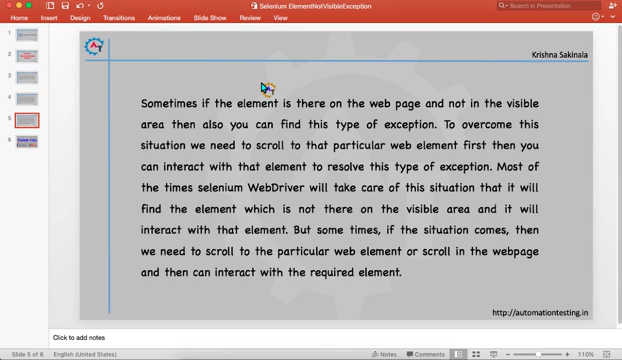 Selenium ElementNotVisibleException
Search in Presentation
Home Insert Design Transitions Animations Slide Show Review View
1
2
3
4
5
6
Krishna Sakinala
Sometimes if the element is there on the web page and not in the visible
area then also you can find this type of exception. To overcome this
situation we need to scroll to that particular web element first then you
can interact with that element to resolve this type of exception. Most of
the times selenium WebDriver will take care of this situation that it will
find the element which is not there on the visible area and it will
interact with that element. But some times, if the situation comes, then
we need to scroll to the particular web element or scroll in the webpage
and then can interact with the required element.
http://automationtesting.in
Click to add notes
Slide 5 of 6 English (United States) Notes Comments 110%